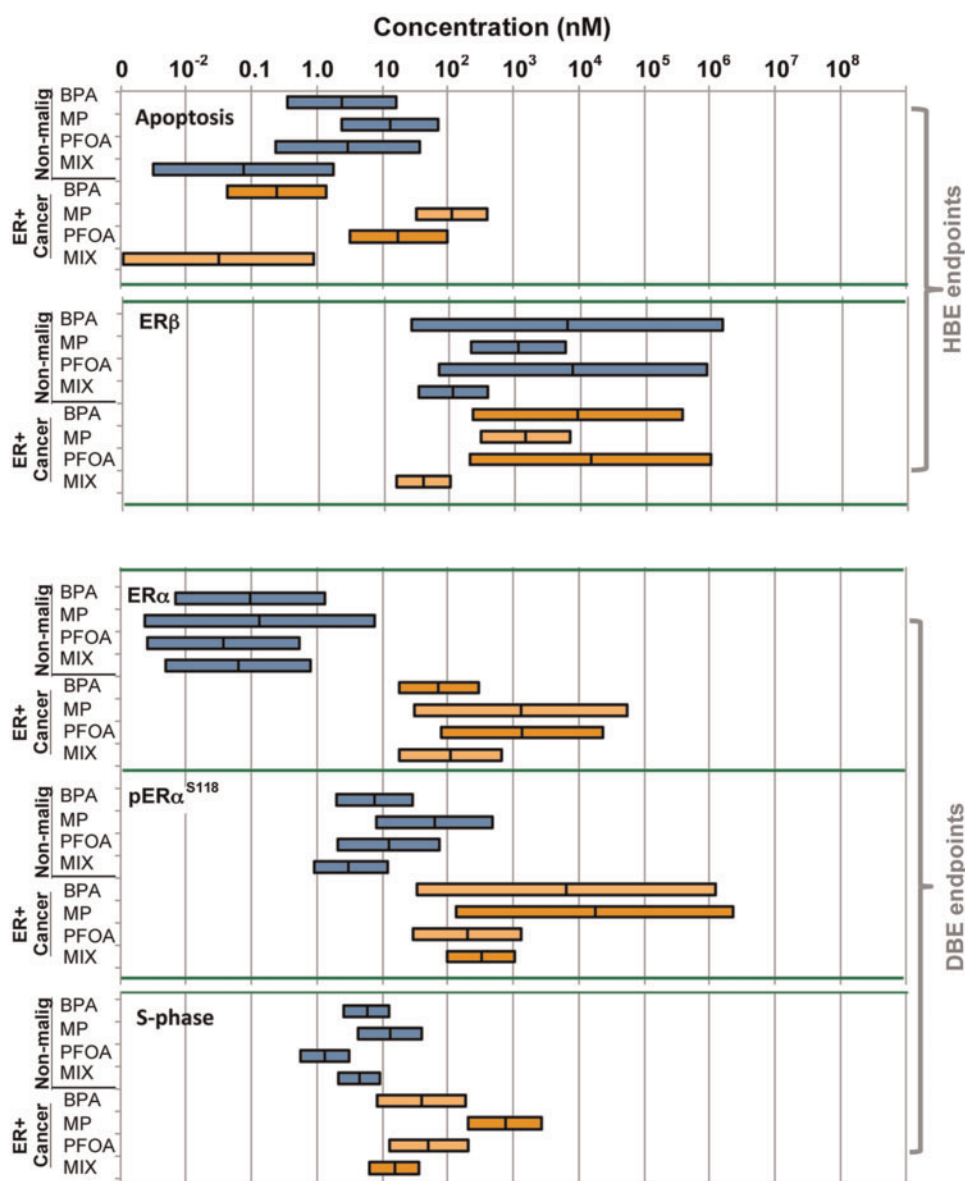 Concentration (nM)
0 10-2 0.1 1.0 10 10² 10³ 10⁴ 10⁵ 10⁶ 10⁷ 10⁸
Apoptosis
Non-malig
BPA
MP
PFOA
MIX
ER+
Cancer
BPA
MP
PFOA
MIX
ERβ
Non-malig
BPA
MP
PFOA
MIX
ER+
Cancer
BPA
MP
PFOA
MIX
HBE endpoints
ERα
Non-malig
BPA
MP
PFOA
MIX
ER+
Cancer
BPA
MP
PFOA
MIX
pERα S118
Non-malig
BPA
MP
PFOA
MIX
ER+
Cancer
BPA
MP
PFOA
MIX
S-phase
Non-malig
BPA
MP
PFOA
MIX
ER+
Cancer
BPA
MP
PFOA
MIX
DBE endpoints